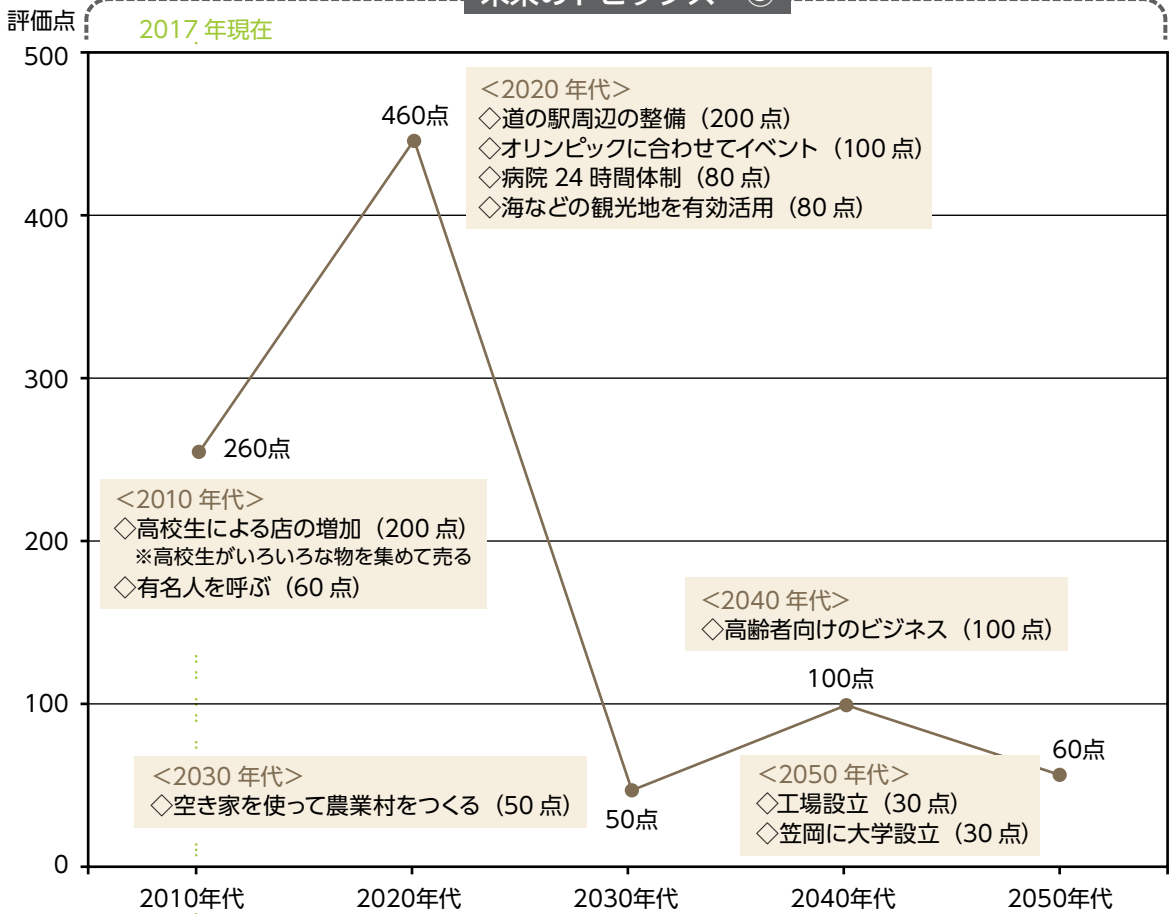 評価点
2017 年現在
500
400
300
200
100
0
460点
<2020 年代>
◇道の駅周辺の整備（200 点）
◇オリンピックに合わせてイベント（100 点）
◇病院 24 時間体制（80 点）
◇海などの観光地を有効活用（80 点）
260点
<2010 年代>
◇高校生による店の増加（200 点）
※高校生がいろいろな物を集めて売る
◇有名人を呼ぶ（60 点）
<2040 年代>
◇高齢者向けのビジネス（100 点）
100点
<2030 年代>
◇空き家を使って農業村をつくる（50 点）
50点
<2050 年代>
◇工場設立（30 点）
◇笠岡に大学設立（30 点）
60点
2010年代
2020年代
2030年代
2040年代
2050年代